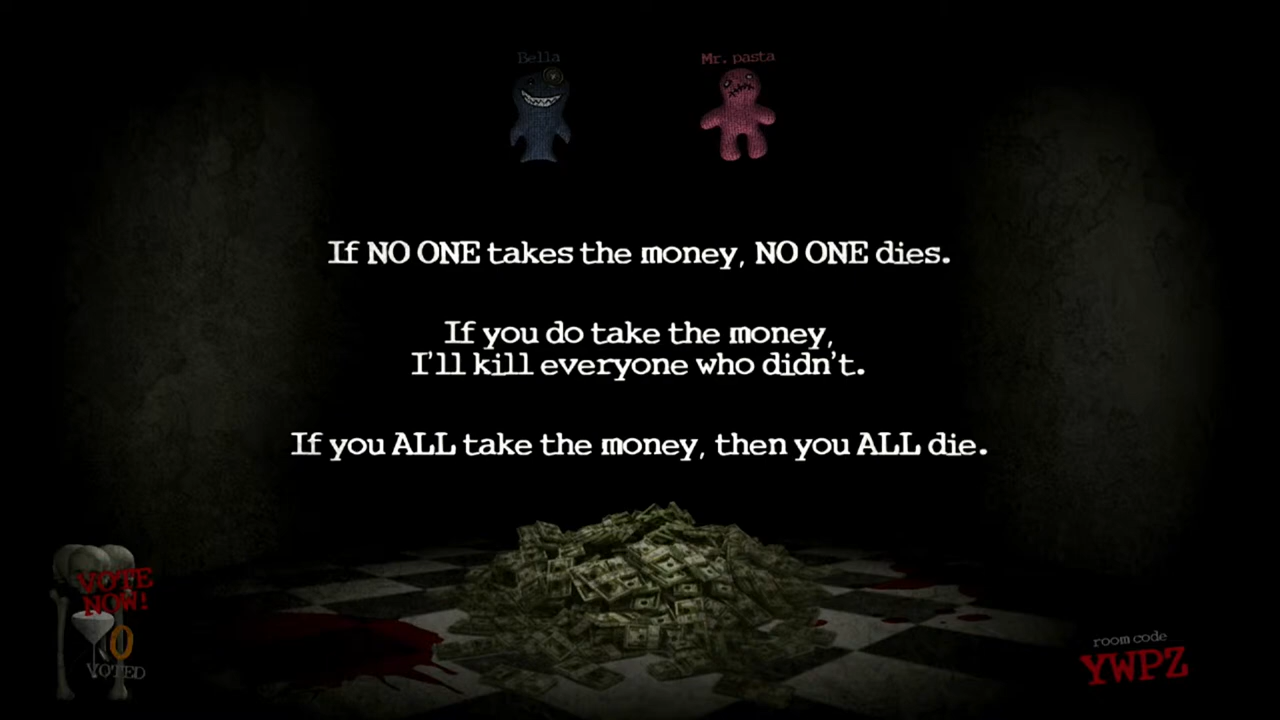 Bella
Mr. pasta
If NO ONE takes the money, NO ONE dies.
If you do take the money,
I'll kill everyone who didn't.
If you ALL take the money, then you ALL die.
VOTE
NOW!
0
VOTED
room code
YWPZ